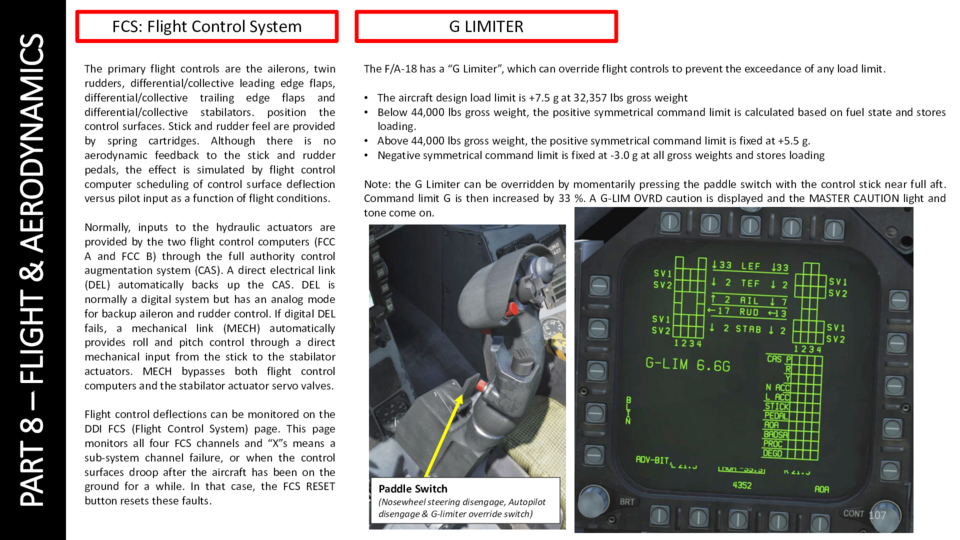 PART 8 – FLIGHT & AERODYNAMICS
FCS: Flight Control System
The primary flight controls are the ailerons, twin
rudders, differential/collective leading edge flaps,
differential/collective trailing edge flaps and
differential/collective stabilators. position the
control surfaces. Stick and rudder feel are provided
by spring cartridges. Although there is no
aerodynamic feedback to the stick and rudder
pedals, the effect is simulated by flight control
computer scheduling of control surface deflection
versus pilot input as a function of flight conditions.
Normally, inputs to the hydraulic actuators are
provided by the two flight control computers (FCC
A and FCC B) through the full authority control
augmentation system (CAS). A direct electrical link
(DEL) automatically backs up the CAS. DEL is
normally a digital system but has an analog mode
for backup aileron and rudder control. If digital DEL
fails, a mechanical link (MECH) automatically
provides roll and pitch control through a direct
mechanical input from the stick to the stabilator
actuators. MECH bypasses both flight control
computers and the stabilator actuator servo valves.
Flight control deflections can be monitored on the
DDI FCS (Flight Control System) page. This page
monitors all four FCS channels and “X”s means a
sub-system channel failure, or when the control
surfaces droop after the aircraft has been on the
ground for a while. In that case, the FCS RESET
button resets these faults.
G LIMITER
The F/A-18 has a “G Limiter”, which can override flight controls to prevent the exceedance of any load limit.
• The aircraft design load limit is +7.5 g at 32,357 lbs gross weight
• Below 44,000 lbs gross weight, the positive symmetrical command limit is calculated based on fuel state and stores
loading.
• Above 44,000 lbs gross weight, the positive symmetrical command limit is fixed at +5.5 g.
• Negative symmetrical command limit is fixed at -3.0 g at all gross weights and stores loading
Note: the G Limiter can be overridden by momentarily pressing the paddle switch with the control stick near full aft.
Command limit G is then increased by 33 %. A G-LIM OVRD caution is displayed and the MASTER CAUTION light and
tone come on.
Paddle Switch
(Nosewheel steering disengage, Autopilot
disengage & G-limiter override switch)
↓33 LEF ↓33
SV1 ↓ 2 TEF ↓ 2 SV1
SV2 SV2
↑ 2 AIL ↓ 7
←17 RUD ←13
SV1 SV1
SV2 ↓ 2 STAB ↓ 2 SV2
1 2 3 4 1 2 3 4
G-LIM 6.6G
CAS P
R
Y
N ACC
L ACC
STICK
PEDAL
AOA
BADSA
PROC
DEGD
BLIN
ADV-BIT
4352
AOA
BRT
CONT
107